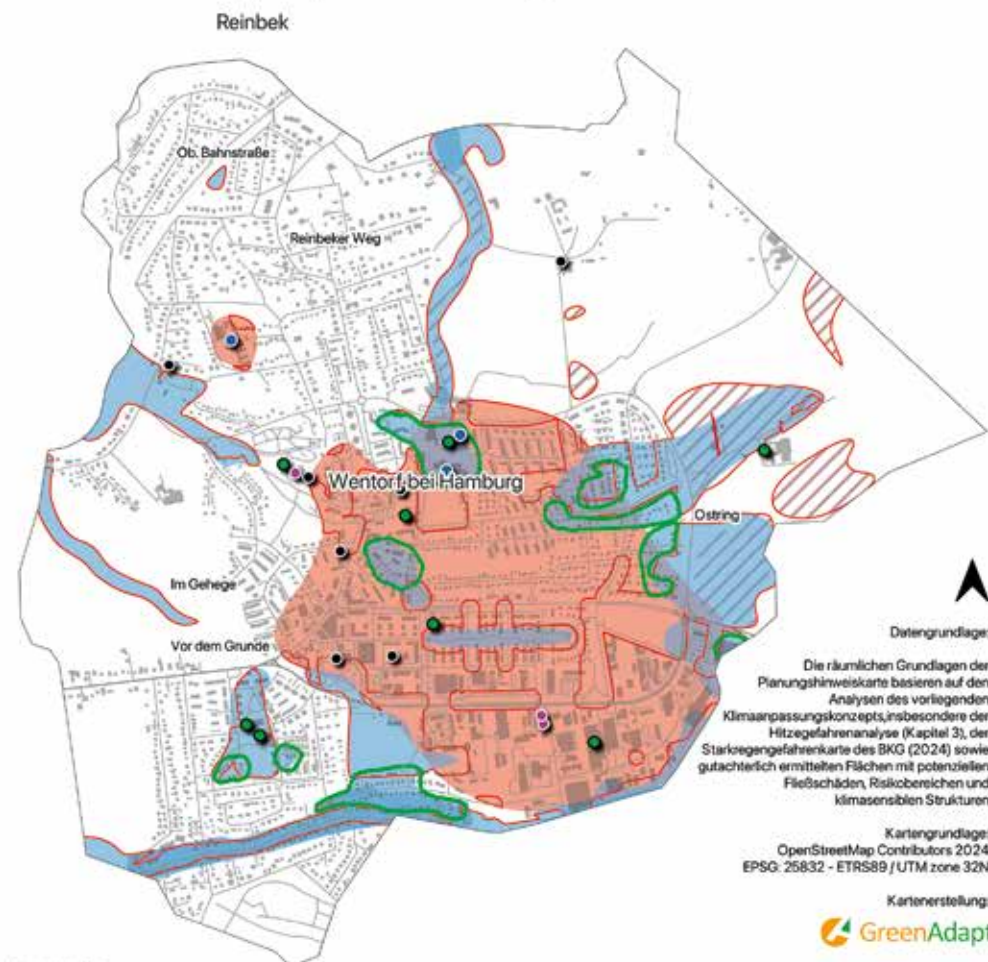 Reinbek
Ob. Bahnstraße
Reinbeker Weg
Wentorf bei Hamburg
Ostring
Im Gehege
Vor dem Grunde
Datengrundlage:
Die räumlichen Grundlagen der
Planungshinweiskarte basieren auf den
Analysen des vorliegenden
Klimaanpassungskonzepts,insbesondere der
Hitzegefahrenanalyse (Kapitel 3), der
Starkregengefahrenkarte des BKG (2024) sowie
gutachterlich ermittelten Flächen mit potenziellen
Fließschäden, Risikobereichen und
klimasensiblen Strukturen
Kartengrundlage:
OpenStreetMap Contributors 2024
EPSG: 25832 - ETRS89 / UTM zone 32N
Kartenerstellung:
GreenAdapt